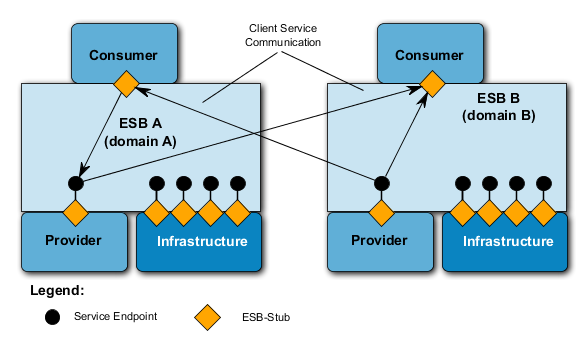 Client Service
Communication
Consumer
Consumer
ESB A
(domain A)
ESB B
(domain B)
Provider
Infrastructure
Provider
Infrastructure
Legend:
Service Endpoint
ESB-Stub